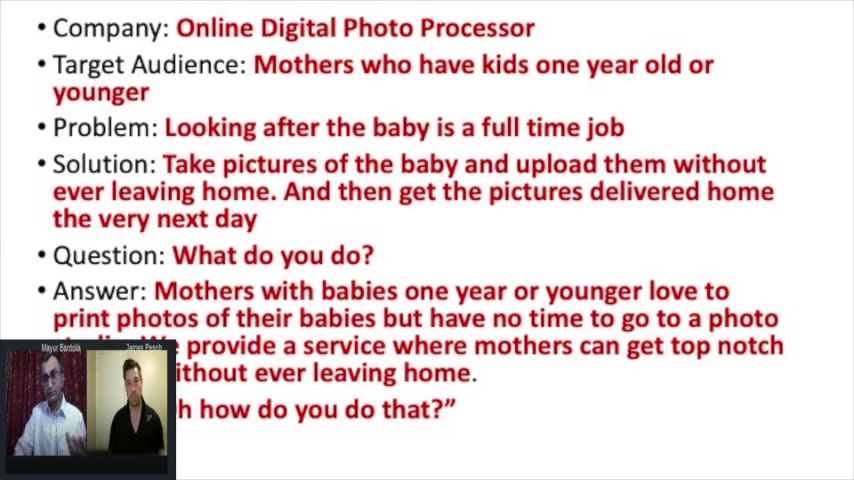 • Company: Online Digital Photo Processor
• Target Audience: Mothers who have kids one year old or
younger
• Problem: Looking after the baby is a full time job
• Solution: Take pictures of the baby and upload them without
ever leaving home. And then get the pictures delivered home
the very next day
• Question: What do you do?
• Answer: Mothers with babies one year or younger love to
print photos of their babies but have no time to go to a photo
provide a service where mothers can get top notch
ithout ever leaving home.
h how do you do that?”
Mayur Bardolia James Pesch